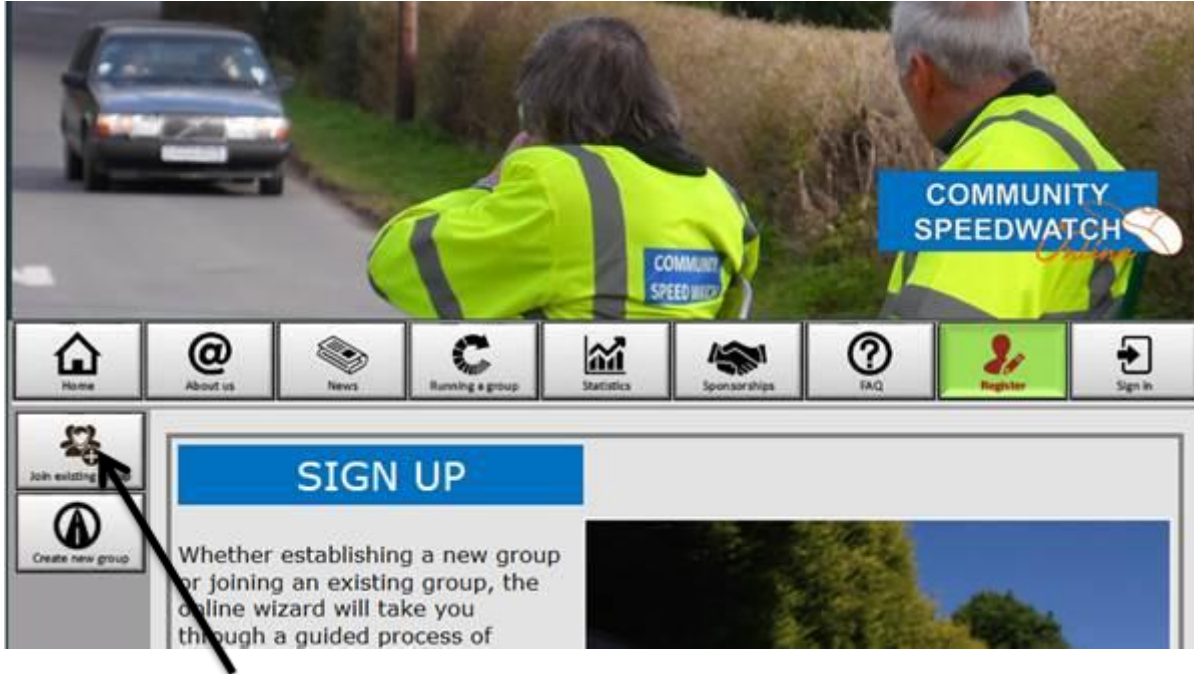 COMMUNITY
SPEEDWATCH
Online
COMMUNITY
SPEED WATCH
Home
About us
News
Running a group
Statistics
Sponsorships
FAQ
Register
Sign in
Join existing
Create new group
SIGN UP
Whether establishing a new group
or joining an existing group, the
online wizard will take you
through a guided process of